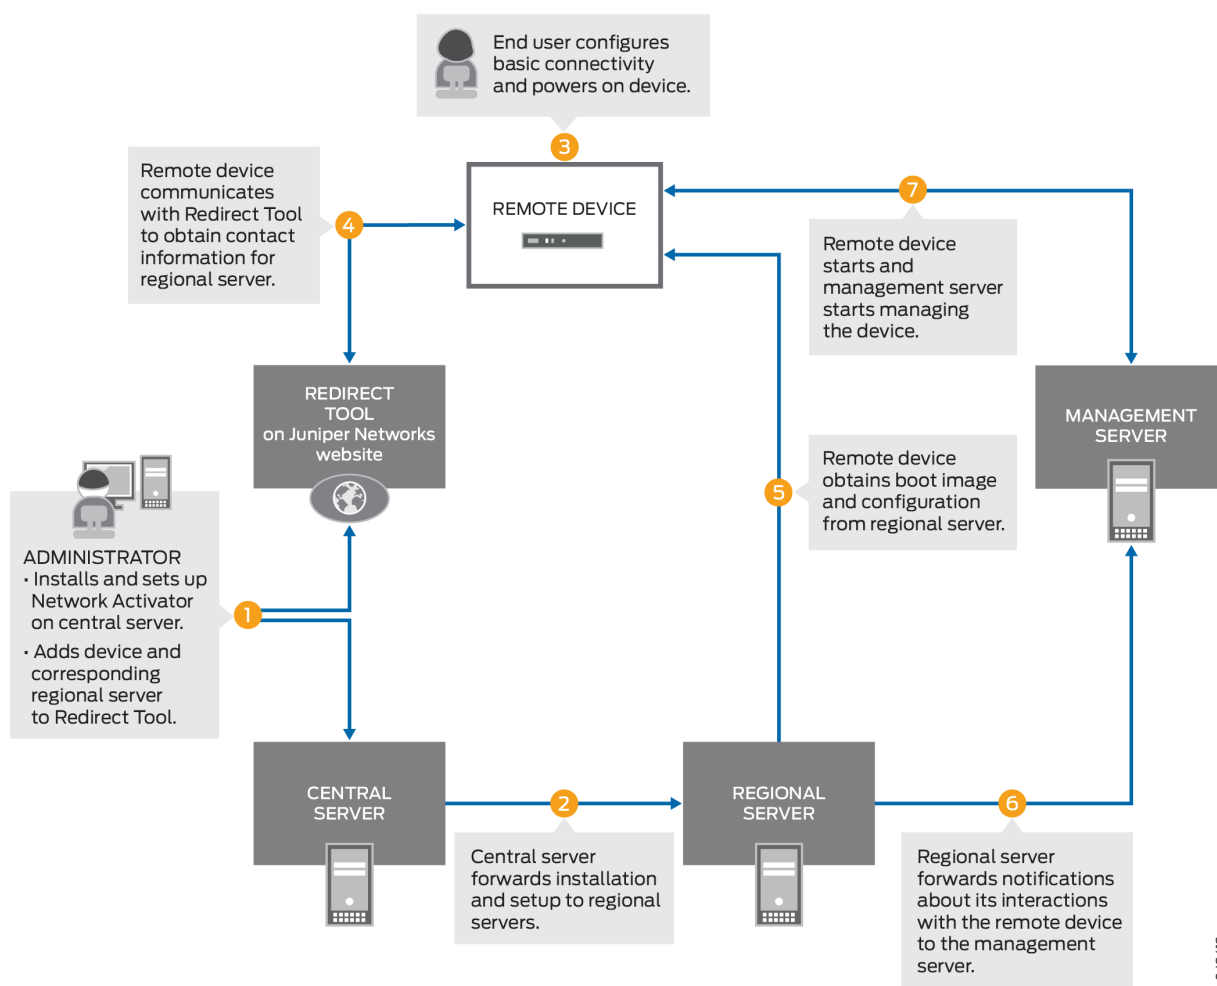 End user configures
basic connectivity
and powers on device.
3
Remote device
communicates
with Redirect Tool
to obtain contact
information for
regional server.
4
REMOTE DEVICE
7
Remote device
starts and
management server
starts managing
the device.
REDIRECT
TOOL
on Juniper Networks
website
MANAGEMENT
SERVER
Remote device
obtains boot image
and configuration
from regional server.
5
ADMINISTRATOR
· Installs and sets up
Network Activator
on central server.
· Adds device and
corresponding
regional server
to Redirect Tool.
1
CENTRAL
SERVER
2
Central server
forwards installation
and setup to regional
servers.
REGIONAL
SERVER
6
Regional server
forwards notifications
about its interactions
with the remote device
to the management
server.